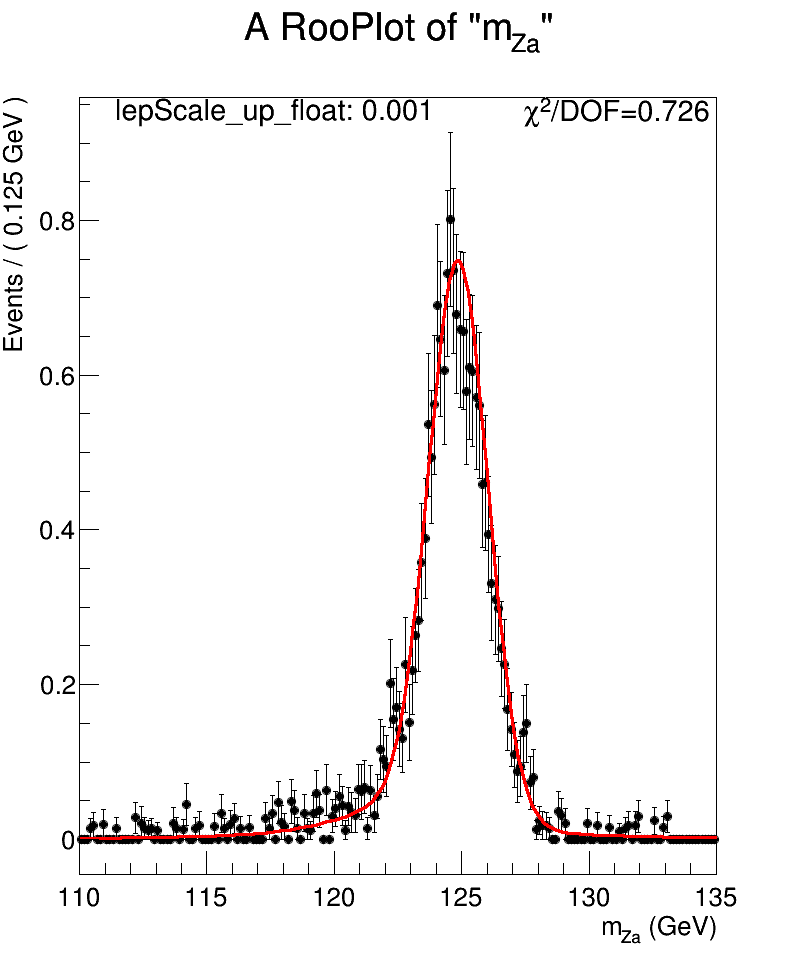 A RooPlot of "m_Za"
lepScale_up_float: 0.001
χ²/DOF=0.726
Events / ( 0.125 GeV )
0.8
0.6
0.4
0.2
0
110 115 120 125 130 135
m_Za (GeV)